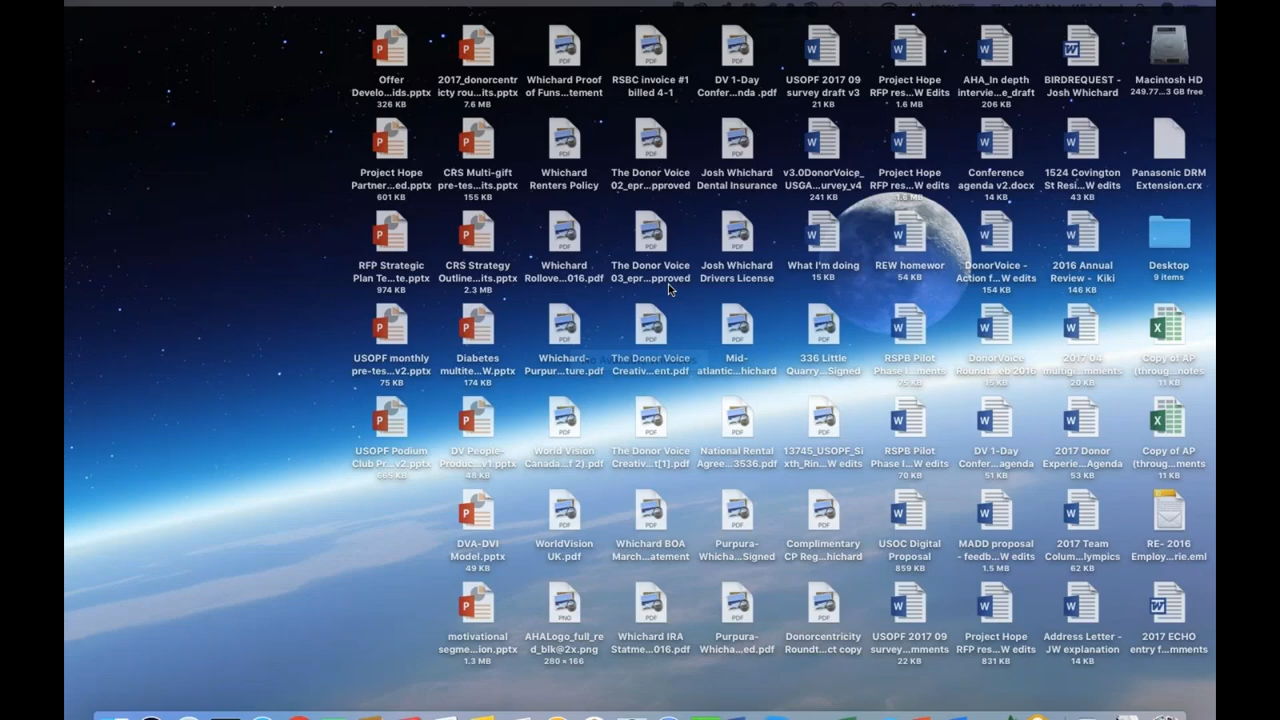 Offer
Develo...ids.pptx
326 KB
2017_donorcentr
icty rou...its.pptx
7.6 MB
Whichard Proof
of Funs...tement
RSBC invoice #1
billed 4-1
DV 1-Day
Confer...nda .pdf
USOPF 2017 09
survey draft v3
21 KB
Project Hope
RFP res...W Edits
1.6 MB
AHA_In depth
intervie...e_draft
206 KB
BIRDREQUEST -
Josh Whichard
Macintosh HD
249.77...3 GB free
Project Hope
Partner...ed.pptx
601 KB
CRS Multi-gift
pre-tes...its.pptx
155 KB
Whichard
Renters Policy
The Donor Voice
02_epr...pproved
Josh Whichard
Dental Insurance
v3.0DonorVoice_
USGA...urvey_v4
241 KB
Project Hope
RFP res...W edits
1.6 MB
Conference
agenda v2.docx
14 KB
1524 Covington
St Resi...W edits
43 KB
Panasonic DRM
Extension.crx
RFP Strategic
Plan Te...te.pptx
974 KB
CRS Strategy
Outlin...its.pptx
2.3 MB
Whichard
Rollove...016.pdf
The Donor Voice
03_epr...pproved
Josh Whichard
Drivers License
What I'm doing
15 KB
REW homewor
54 KB
DonorVoice -
Action f...W edits
154 KB
2016 Annual
Review - Kiki
146 KB
Desktop
9 items
USOPF monthly
pre-tes...v2.pptx
75 KB
Diabetes
multite...W.pptx
174 KB
Whichard-
Purpur...ture.pdf
The Donor Voice
Creativ...ent.pdf
Mid-
atlantic...hichard
336 Little
Quarry...Signed
RSPB Pilot
Phase I...ments
75 KB
DonorVoice
Roundt...eb 2016
15 KB
2017 04
multigi...mments
20 KB
Copy of AP
(throug...notes
11 KB
USOPF Podium
Club Pr...v2.pptx
665 KB
DV People-
Produc...v1.pptx
48 KB
World Vision
Canada...f 2).pdf
The Donor Voice
Creativ...t[1].pdf
National Rental
Agree...3536.pdf
13745_USOPF_Si
xth_Rin...W edits
RSPB Pilot
Phase I...W edits
70 KB
DV 1-Day
Confer...agenda
51 KB
2017 Donor
Experie...Agenda
53 KB
Copy of AP
(throug...ments
11 KB
DVA-DVI
Model.pptx
49 KB
WorldVision
UK.pdf
Whichard BOA
March...atement
Purpura-
Whicha...Signed
Complimentary
CP Reg...hichard
USOC Digital
Proposal
859 KB
MADD proposal
- feedb...W edits
1.5 MB
2017 Team
Colum...lympics
62 KB
RE- 2016
Employ...rie.eml
motivational
segme...ion.pptx
1.3 MB
AHALogo_full_re
d_blk@2x.png
280 × 166
Whichard IRA
Statme...016.pdf
Purpura-
Whicha...ed.pdf
Donorcentricity
Roundt...ct copy
USOPF 2017 09
survey...mments
22 KB
Project Hope
RFP res...W edits
831 KB
Address Letter -
JW explanation
14 KB
2017 ECHO
entry f...mments